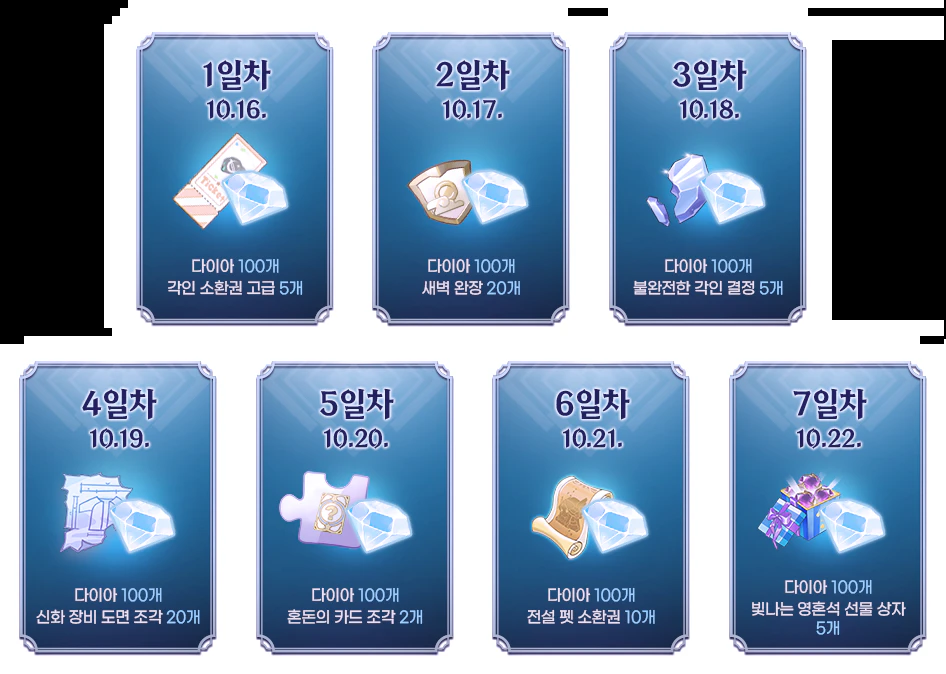 1일차
10.16.
Ticket
다이아 100개
각인 소환권 고급 5개
2일차
10.17.
다이아 100개
새벽 완장 20개
3일차
10.18.
다이아 100개
불완전한 각인 결정 5개
4일차
10.19.
다이아 100개
신화 장비 도면 조각 20개
5일차
10.20.
?
다이아 100개
혼돈의 카드 조각 2개
6일차
10.21.
다이아 100개
전설 펫 소환권 10개
7일차
10.22.
다이아 100개
빛나는 영혼석 선물 상자
5개